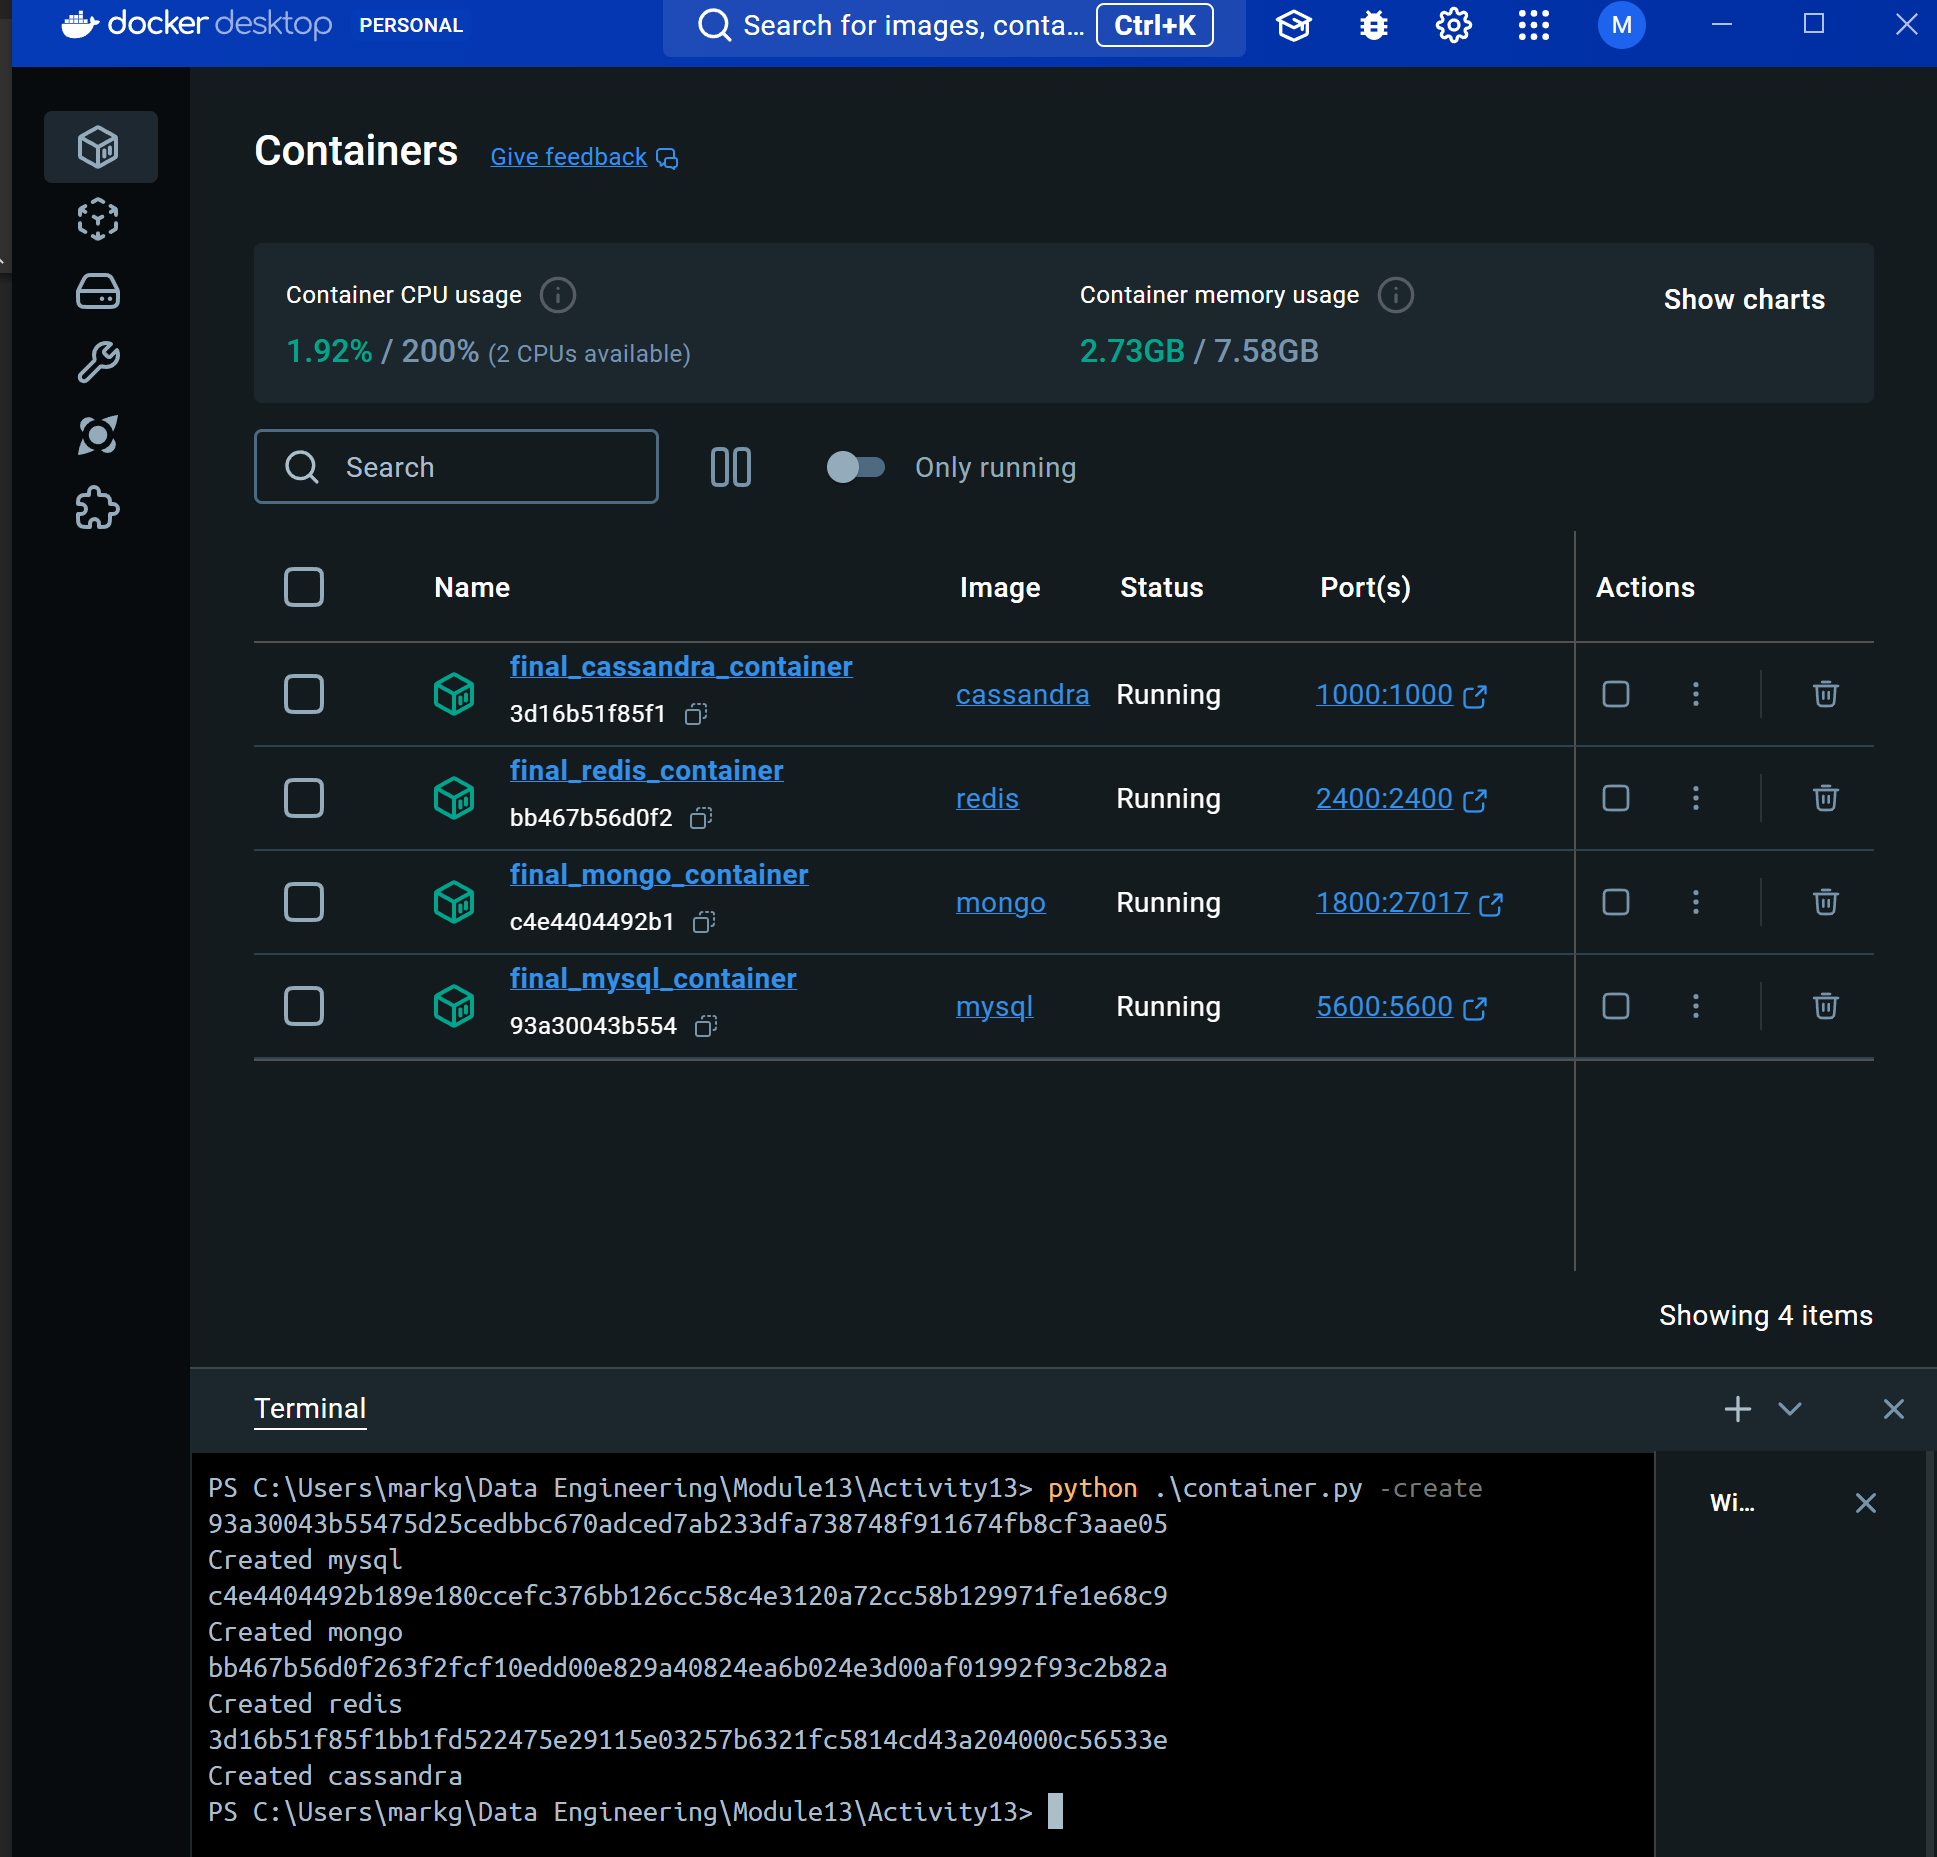 docker desktop PERSONAL
Search for images, conta... Ctrl+K
M
Containers Give feedback
Container CPU usage
1.92% / 200% (2 CPUs available)
Container memory usage
2.73GB / 7.58GB
Show charts
Search
Only running
Name Image Status Port(s) Actions
final_cassandra_container
3d16b51f85f1
cassandra Running 1000:1000
final_redis_container
bb467b56d0f2
redis Running 2400:2400
final_mongo_container
c4e4404492b1
mongo Running 1800:27017
final_mysql_container
93a30043b554
mysql Running 5600:5600
Showing 4 items
Terminal
PS C:\Users\markg\Data Engineering\Module13\Activity13> python .\container.py -create
93a30043b55475d25cedbbc670adced7ab233dfa738748f911674fb8cf3aae05
Created mysql
c4e4404492b189e180ccefc376bb126cc58c4e3120a72cc58b129971fe1e68c9
Created mongo
bb467b56d0f263f2fcf10edd00e829a40824ea6b024e3d00af01992f93c2b82a
Created redis
3d16b51f85f1bb1fd522475e29115e03257b6321fc5814cd43a204000c56533e
Created cassandra
PS C:\Users\markg\Data Engineering\Module13\Activity13>
Wi...